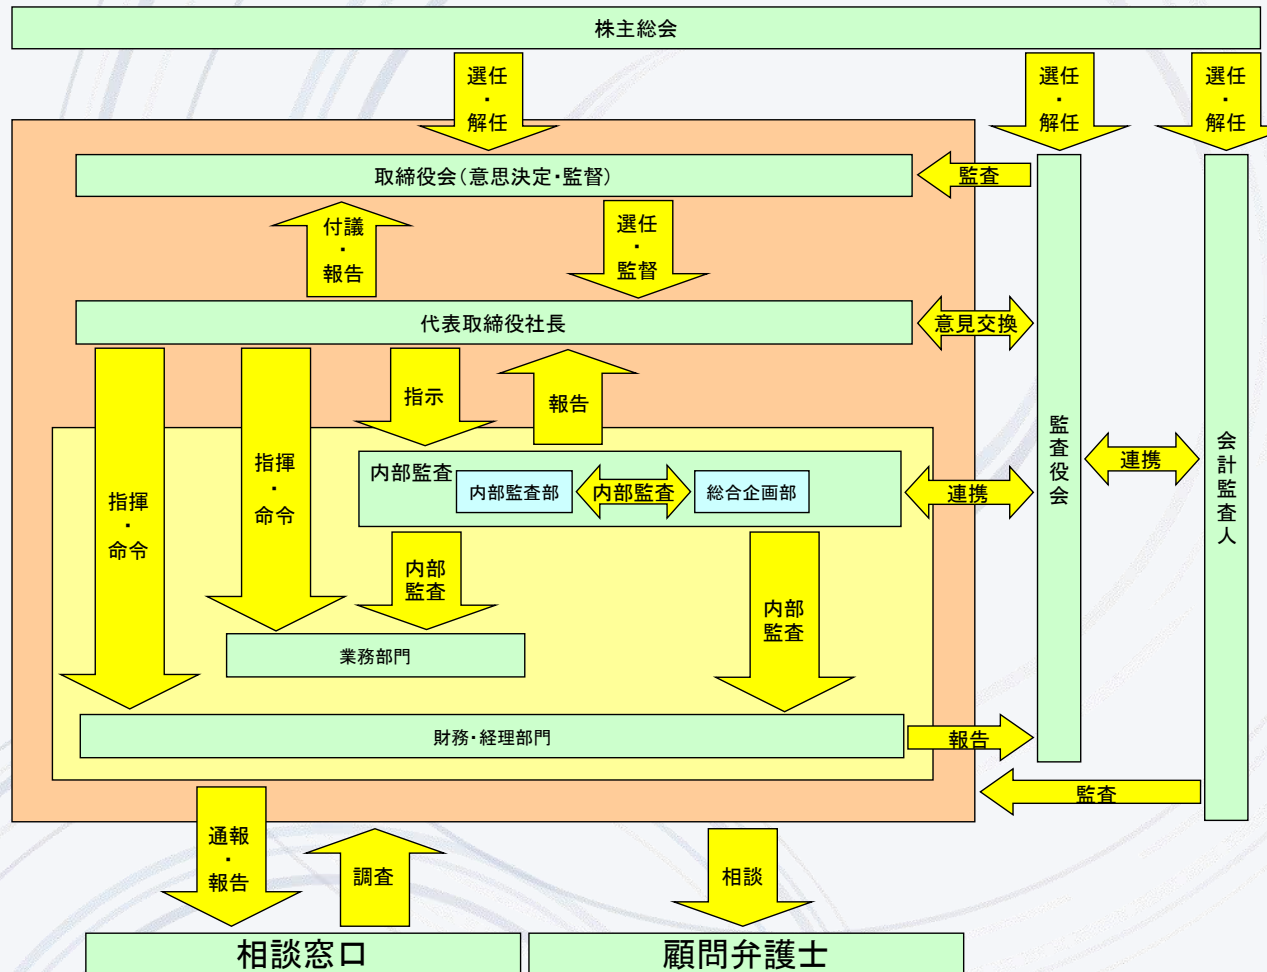 株主総会
選任
・
解任
選任
・
解任
選任
・
解任
取締役会(意思決定・監督)
監査
付議
・
報告
選任
・
監督
代表取締役社長
意見交換
指揮
・
命令
指揮
・
命令
指示
報告
内部監査
内部監査部
内部監査
総合企画部
連携
監査役会
連携
会計監査人
内部
監査
内部
監査
業務部門
財務・経理部門
報告
監査
通報
・
報告
調査
相談
相談窓口
顧問弁護士